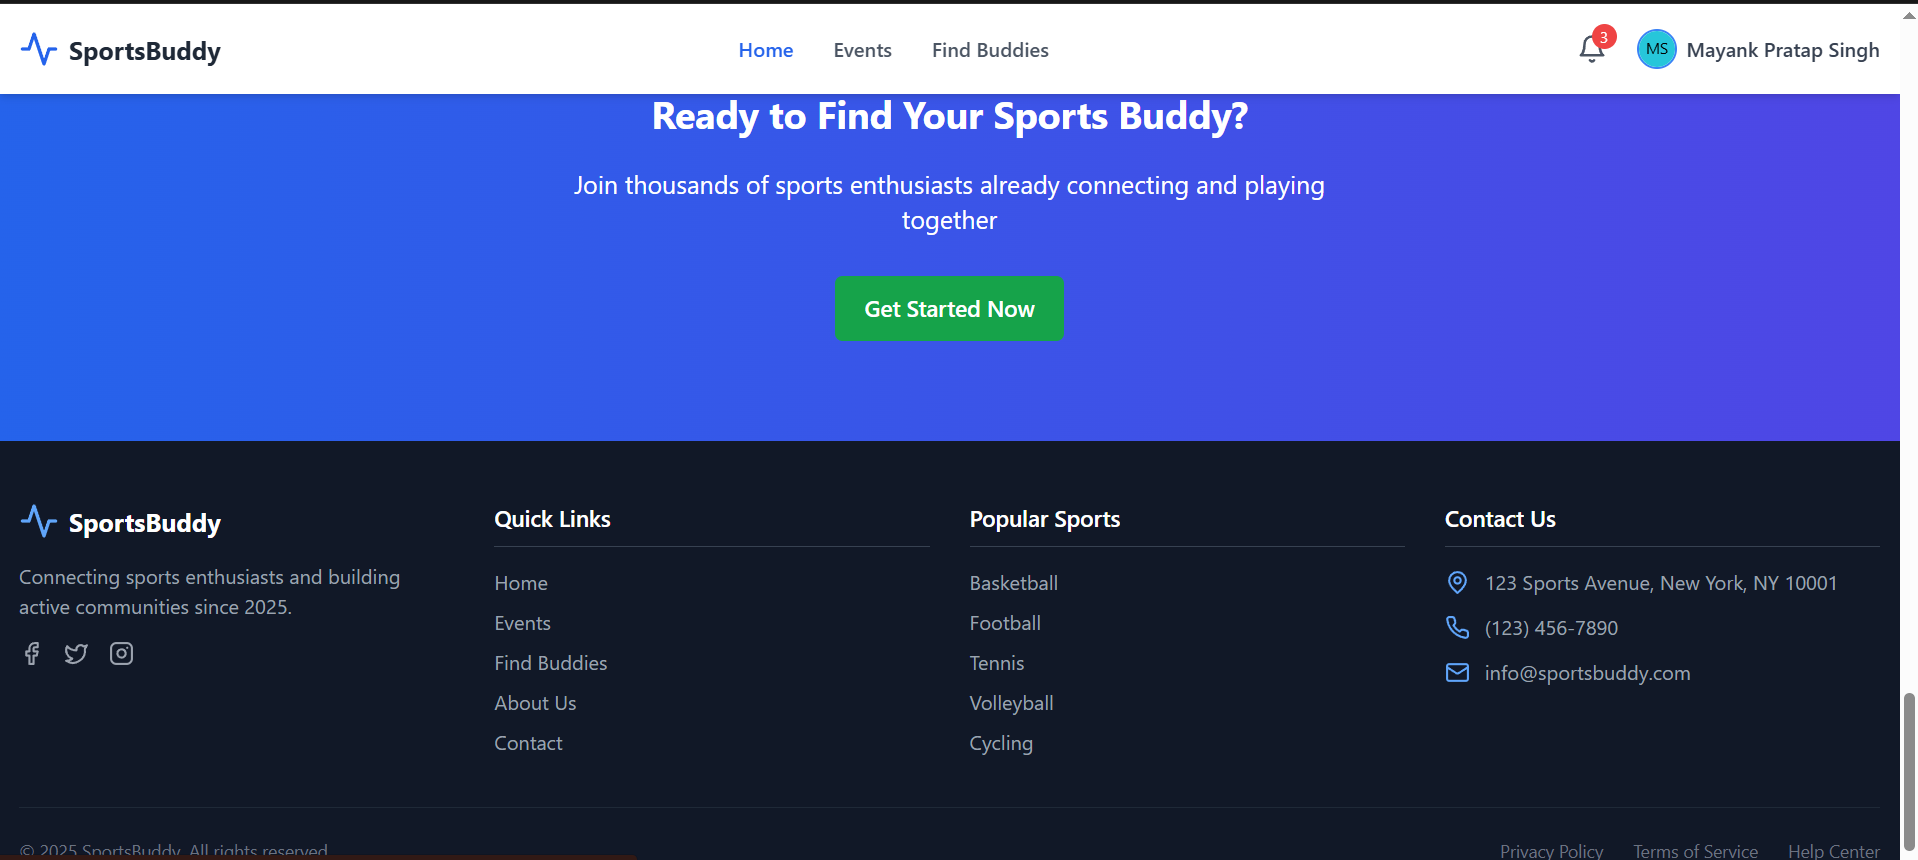 SportsBuddy
Home
Events
Find Buddies
3
MS
Mayank Pratap Singh
Ready to Find Your Sports Buddy?
Join thousands of sports enthusiasts already connecting and playing
together
Get Started Now
SportsBuddy
Connecting sports enthusiasts and building
active communities since 2025.
Quick Links
Home
Events
Find Buddies
About Us
Contact
Popular Sports
Basketball
Football
Tennis
Volleyball
Cycling
Contact Us
123 Sports Avenue, New York, NY 10001
(123) 456-7890
info@sportsbuddy.com
© 2025 SportsBuddy. All rights reserved.
Privacy Policy
Terms of Service
Help Center